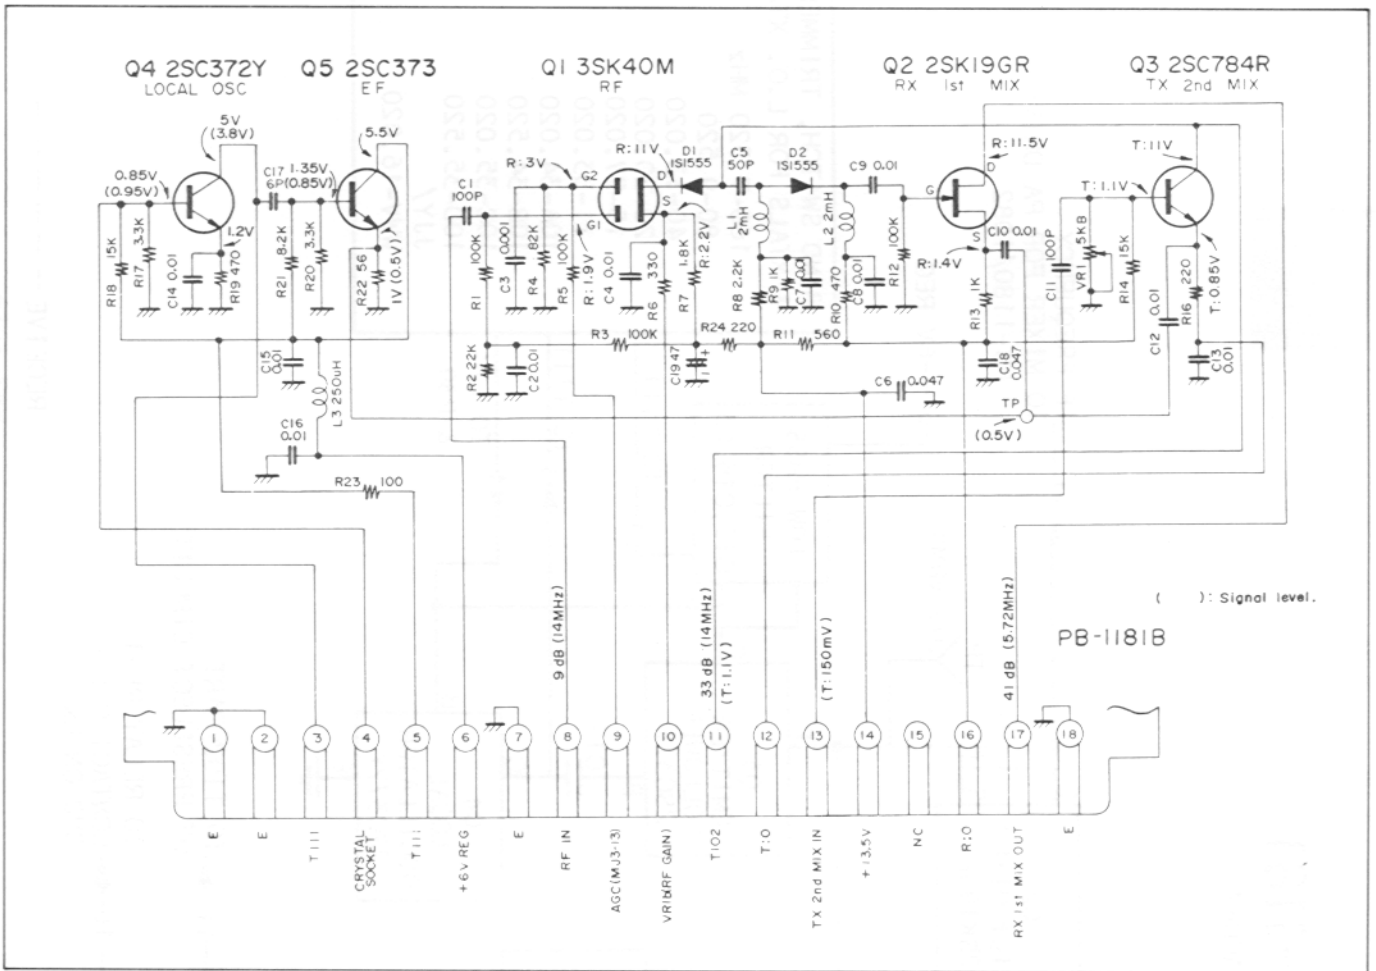 Q4 2SC372Y
LOCAL OSC
Q5 2SC373
EF
Q1 3SK40M
RF
Q2 2SK19GR
RX 1st MIX
Q3 2SC784R
TX 2nd MIX
5V
(3.8V)
0.85V
(0.95V)
1.2V
C17
6P
1.35V
(0.85V)
5.5V
1V (0.5V)
R18 15K
R17 3.3K
C14 0.01
R19 470
R21 8.2K
R20 3.3K
R22 56
C15
0.01
L3 250uH
C16
0.01
R23 100
C1
100P
R:3V
G2
G1
R:11V
D
S
D1
1S1555
C5
50P
D2
1S1555
C9 0.01
R1 100K
C3 0.001
R4 82K
R5 100K
R:1.9V
C4 0.01
R6 330
R7 1.8K
R:2.2V
L1
2mH
L2 2mH
R8 2.2K
R9 1K
C7 0.01
R10 470
C8 0.01
R12 100K
R2 22K
C2 0.01
R3 100K
C19 47
R24 220
R11 560
C6 0.047
G
D
S
R:11.5V
R:1.4V
C10 0.01
R13 1K
C18
0.047
TP
(0.5V)
C11 100P
VR1 5KB
R14 15K
T:11V
T:1.1V
C12 0.01
R16 220
T:0.85V
C13
0.01
9dB (14MHz)
33dB (14MHz)
(T:1.1V)
(T:150mV)
41dB (5.72MHz)
( ): Signal level.
PB-1181B
1 2 3 4 5 6 7 8 9 10 11 12 13 14 15 16 17 18
E
E
T111
CRYSTAL
SOCKET
T111
+6V REG
E
RF IN
AGC(MJ3-13)
VR1b(RF GAIN)
T102
T:0
TX 2nd MIX IN
+13.5V
NC
R:0
RX 1st MIX OUT
E